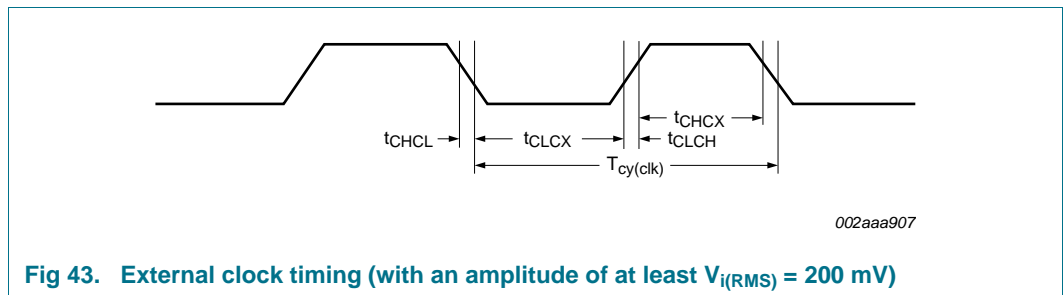 tCHCX
tCHCL
tCLCX
tCLCH
Tcy(clk)
002aaa907
Fig 43. External clock timing (with an amplitude of at least Vi(RMS) = 200 mV)